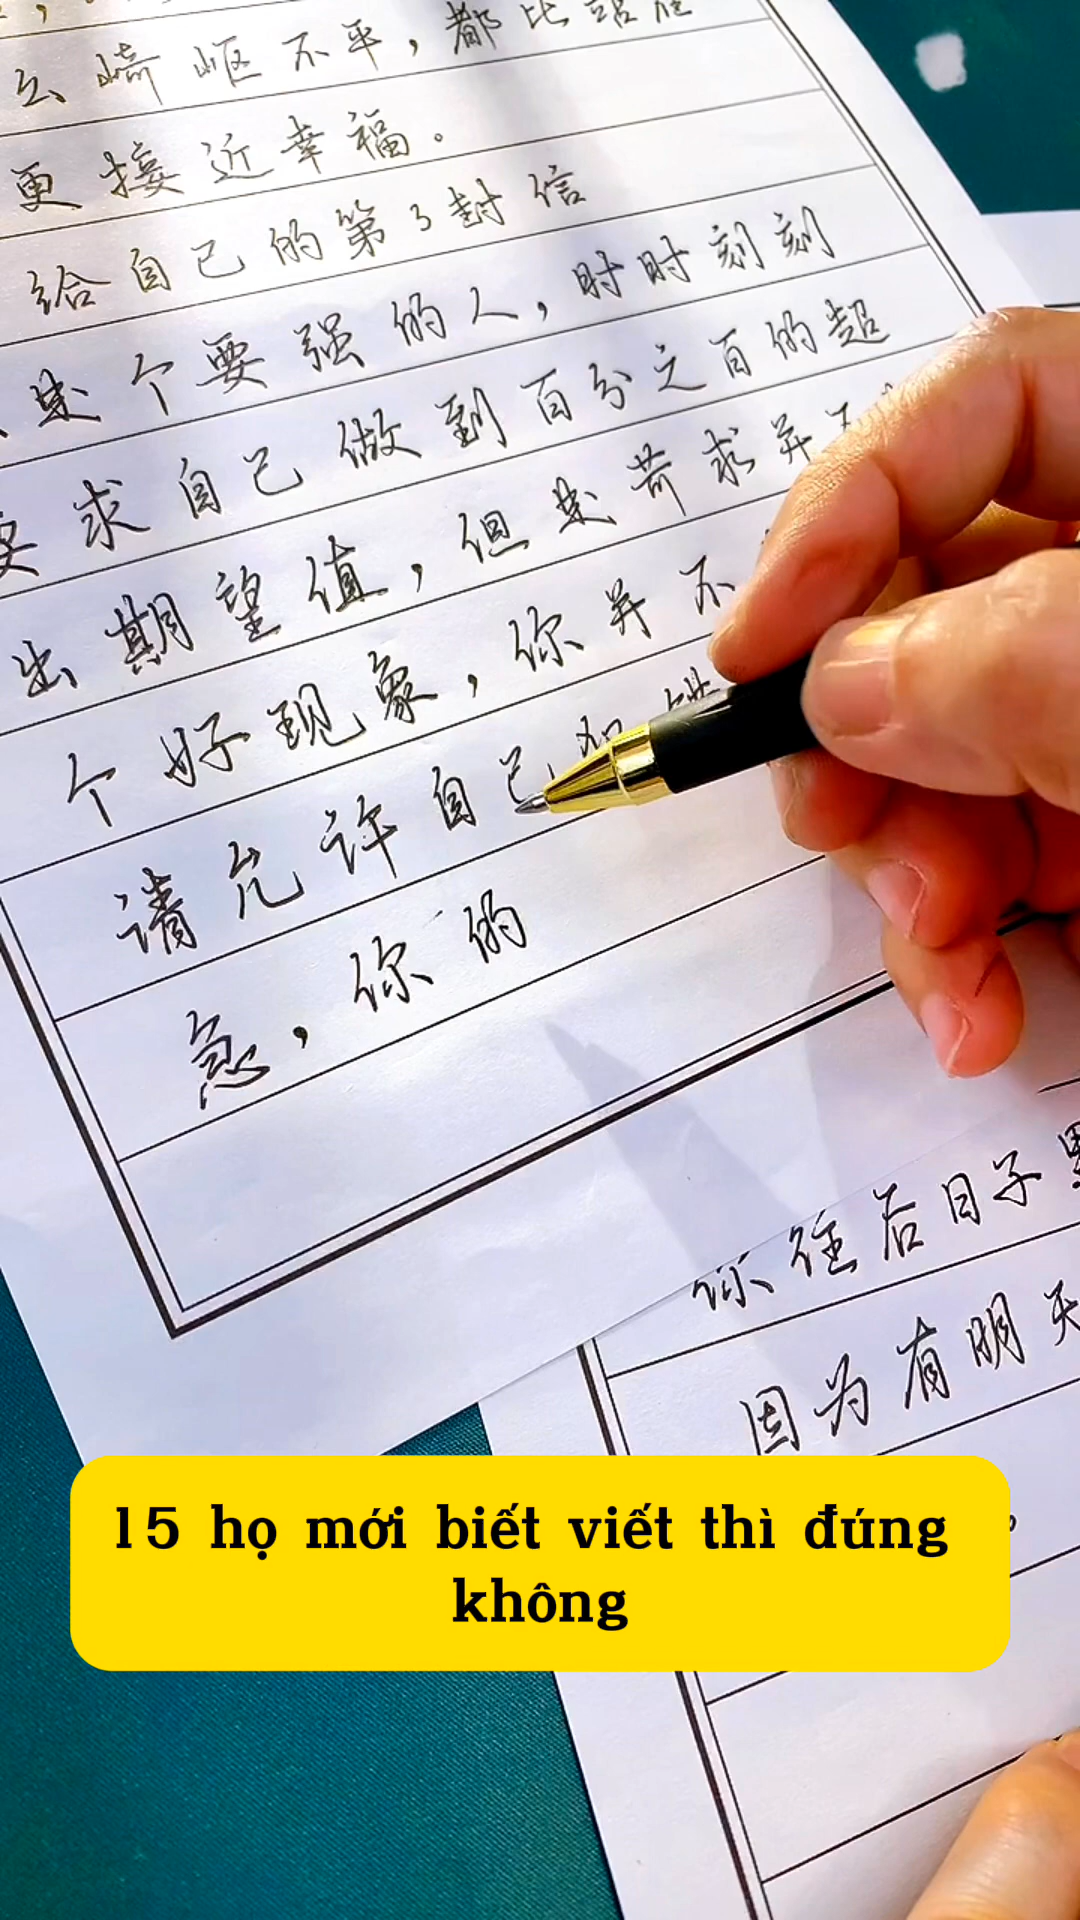 么崎岖不平，都比站在
更接近幸福。
给自己的第3封信
是个要强的人，时时刻刻
要求自己做到百分之百的超
出期望值，但是苛求并不
个好现象，你并不
请允许自己
急，你的
你往后日子
因为有明天
15 họ mới biết viết thì đúng
không